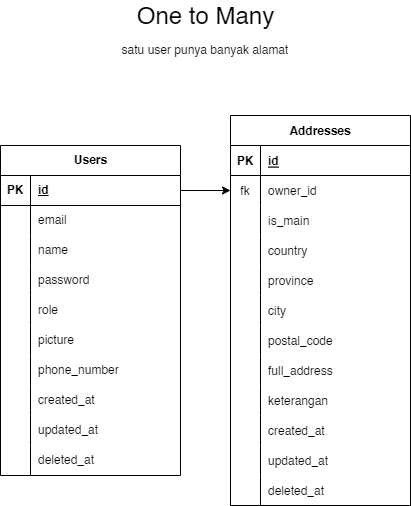 One to Many
satu user punya banyak alamat
Users
PK id
email
name
password
role
picture
phone_number
created_at
updated_at
deleted_at
Addresses
PK id
fk owner_id
is_main
country
province
city
postal_code
full_address
keterangan
created_at
updated_at
deleted_at